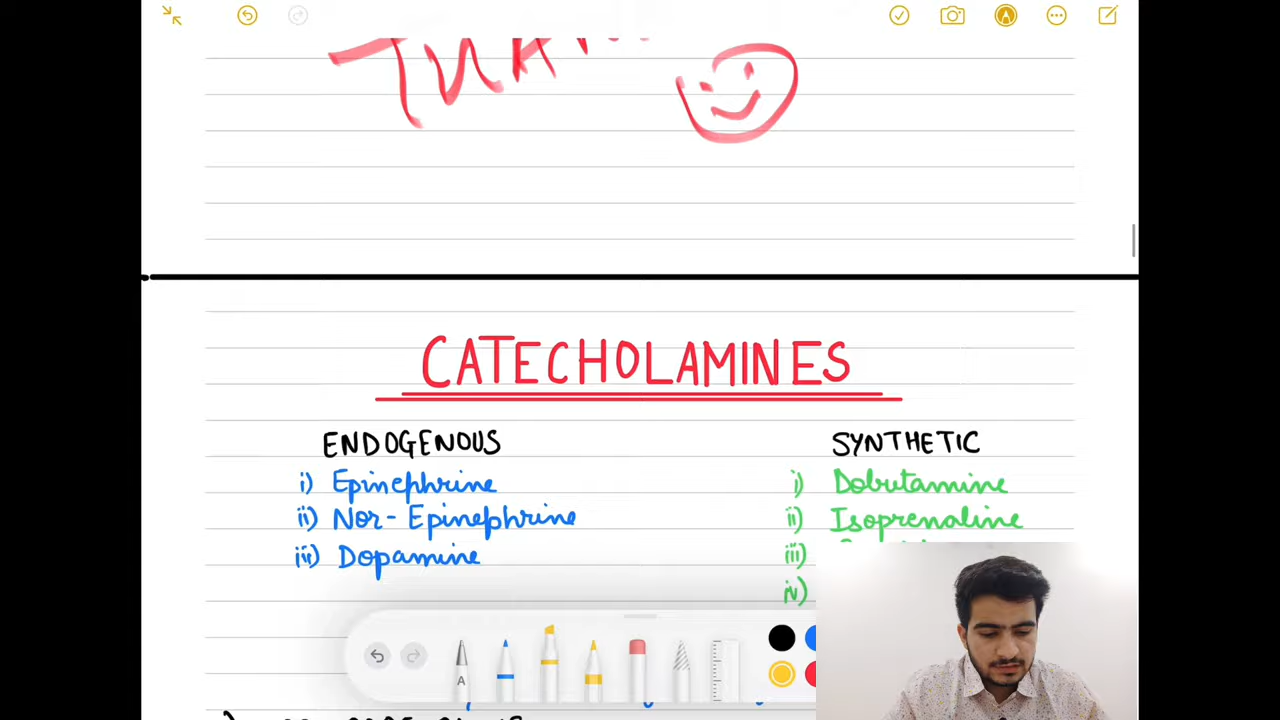 CATECHOLAMINES
ENDOGENOUS
i) Epinephrine
ii) Nor-Epinephrine
iii) Dopamine
SYNTHETIC
i) Dobutamine
ii) Isoprenaline
iii)
iv)
A